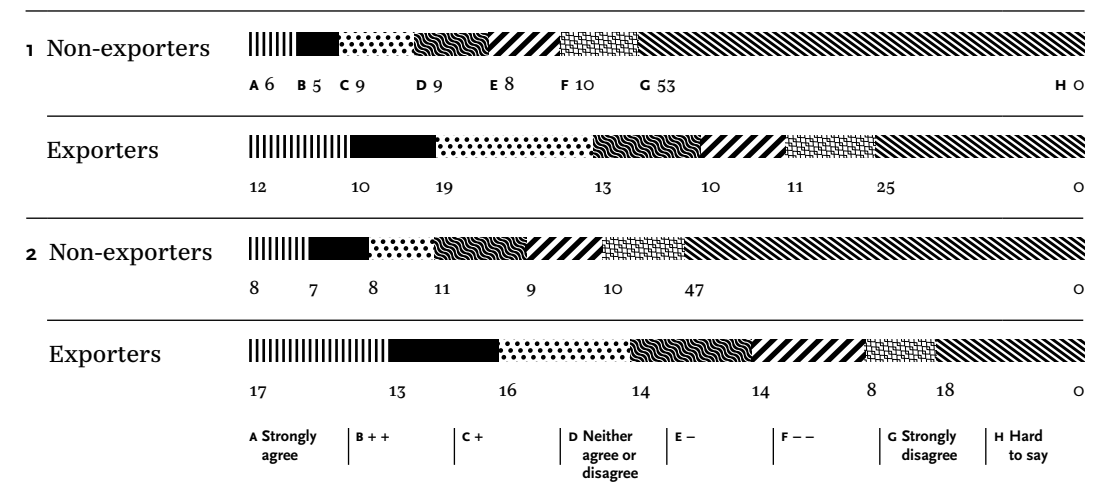 1 Non-exporters
A 6 B 5 C 9 D 9 E 8 F 10 G 53 H 0
Exporters
12 10 19 13 10 11 25 0
2 Non-exporters
8 7 8 11 9 10 47 0
Exporters
17 13 16 14 14 8 18 0
A Strongly agree
B + +
C +
D Neither agree or disagree
E –
F – –
G Strongly disagree
H Hard to say